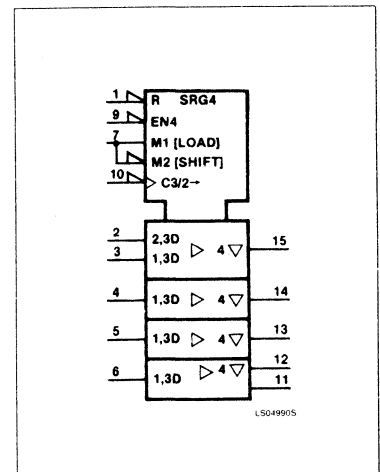 1 R SRG4
9 EN4
7 M1 [LOAD]
M2 [SHIFT]
10 C3/2→
2 2,3D 4 15
3 1,3D
4 1,3D 4 14
5 1,3D 4 13
6 1,3D 4 12
11
LS04990S